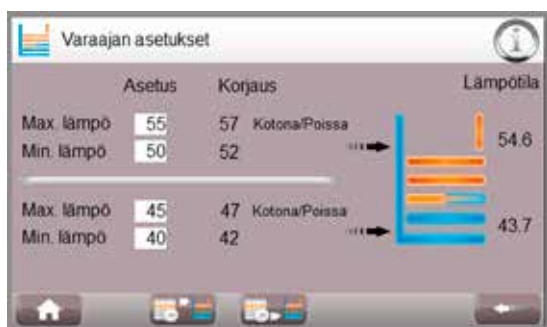 Varaajan asetukset
Asetus Korjaus Lämpötila
Max. lämpö 55 57 Kotona/Poissa 54.6
Min. lämpö 50 52
Max. lämpö 45 47 Kotona/Poissa 43.7
Min. lämpö 40 42